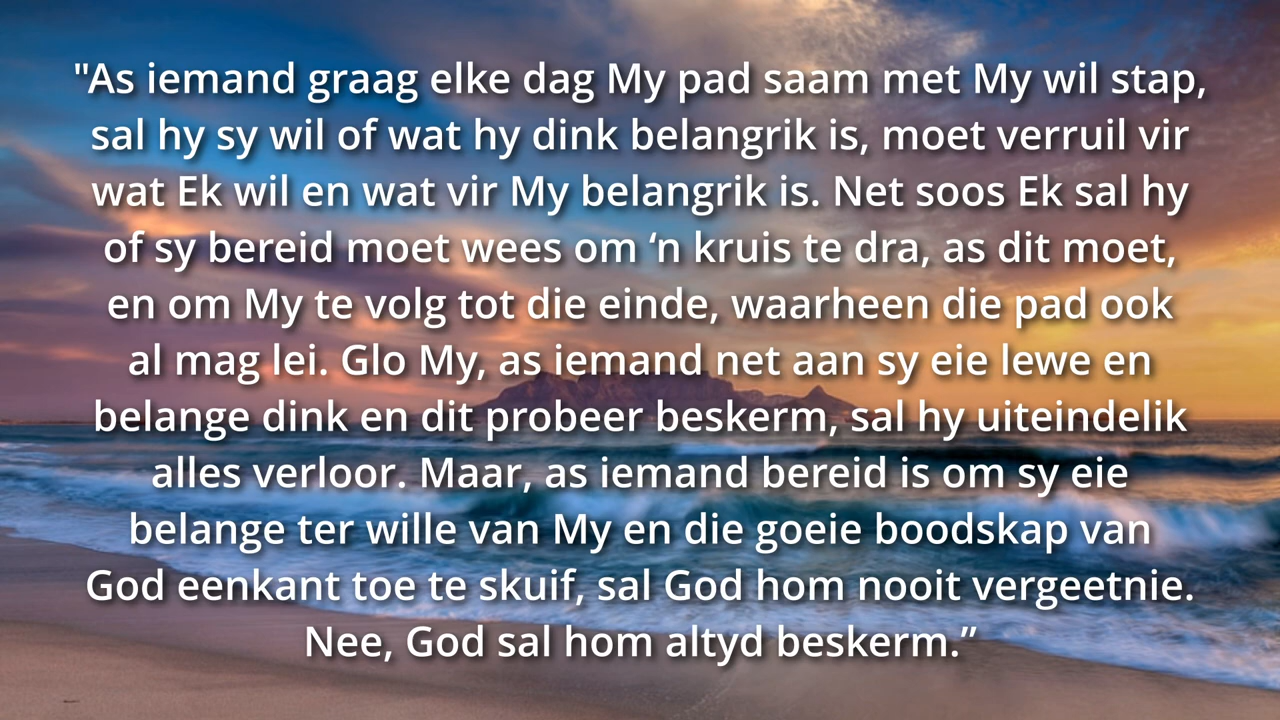 "As iemand graag elke dag My pad saam met My wil stap,
sal hy sy wil of wat hy dink belangrik is, moet verruil vir
wat Ek wil en wat vir My belangrik is. Net soos Ek sal hy
of sy bereid moet wees om ‘n kruis te dra, as dit moet,
en om My te volg tot die einde, waarheen die pad ook
al mag lei. Glo My, as iemand net aan sy eie lewe en
belange dink en dit probeer beskerm, sal hy uiteindelik
alles verloor. Maar, as iemand bereid is om sy eie
belange ter wille van My en die goeie boodskap van
God eenkant toe te skuif, sal God hom nooit vergeetnie.
Nee, God sal hom altyd beskerm.”